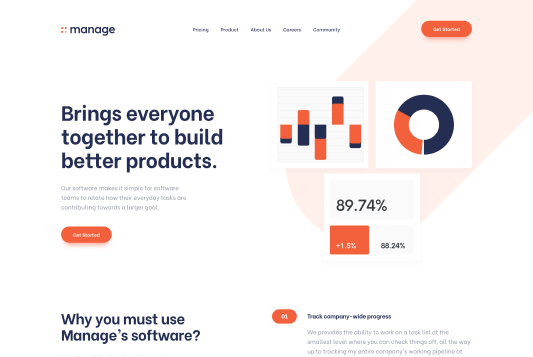 manage
Pricing Product About Us Careers Community
Get Started
Brings everyone
together to build
better products.
Our software makes it simple for software
teams to relate how their everyday tasks are
contributing towards a larger goal.
Get Started
89.74%
+1.5% 88.24%
Why you must use
Manage's software?
01 Track company-wide progress
We provides the ability to work on a task list at the
smallest level where you can check things off, all the way
up to tracking my entire company's working pipeline at